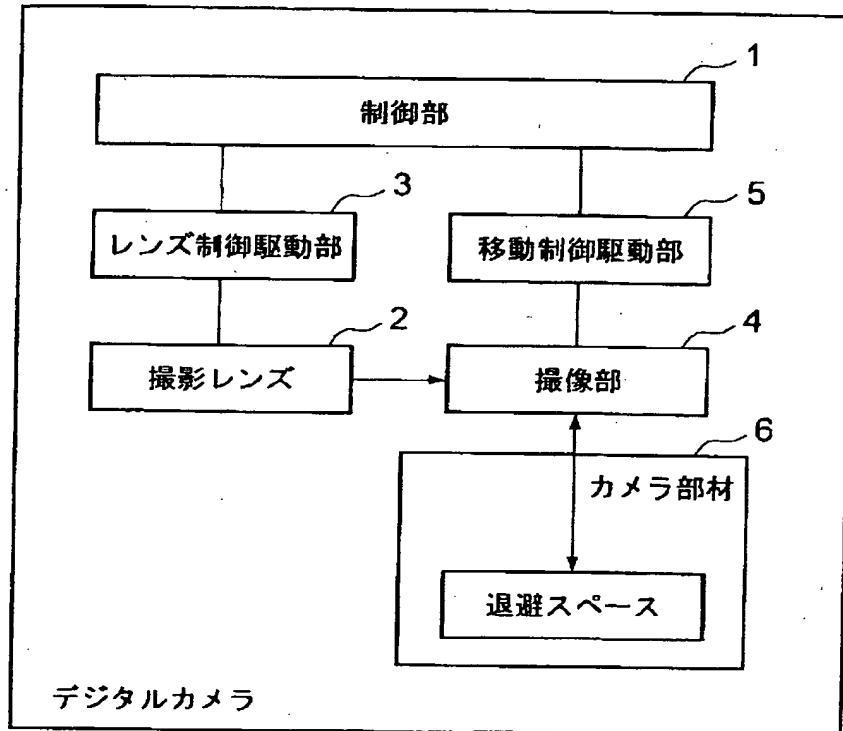 1
制御部
3
レンズ制御駆動部
5
移動制御駆動部
2
撮影レンズ
4
撮像部
6
カメラ部材
退避スペース
デジタルカメラ